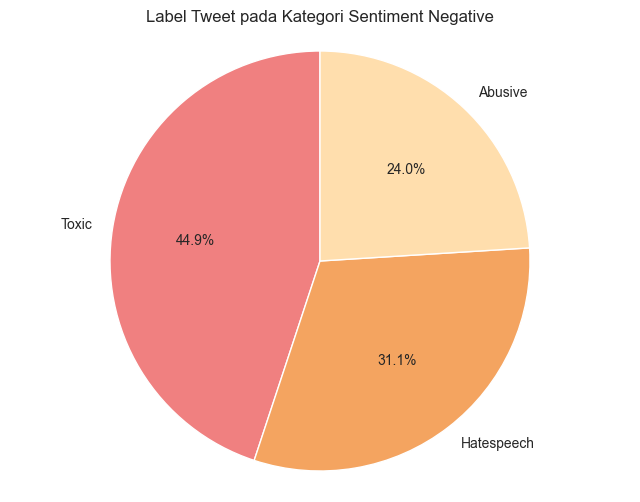 Label Tweet pada Kategori Sentiment Negative
Abusive
24.0%
Toxic
44.9%
31.1%
Hatespeech